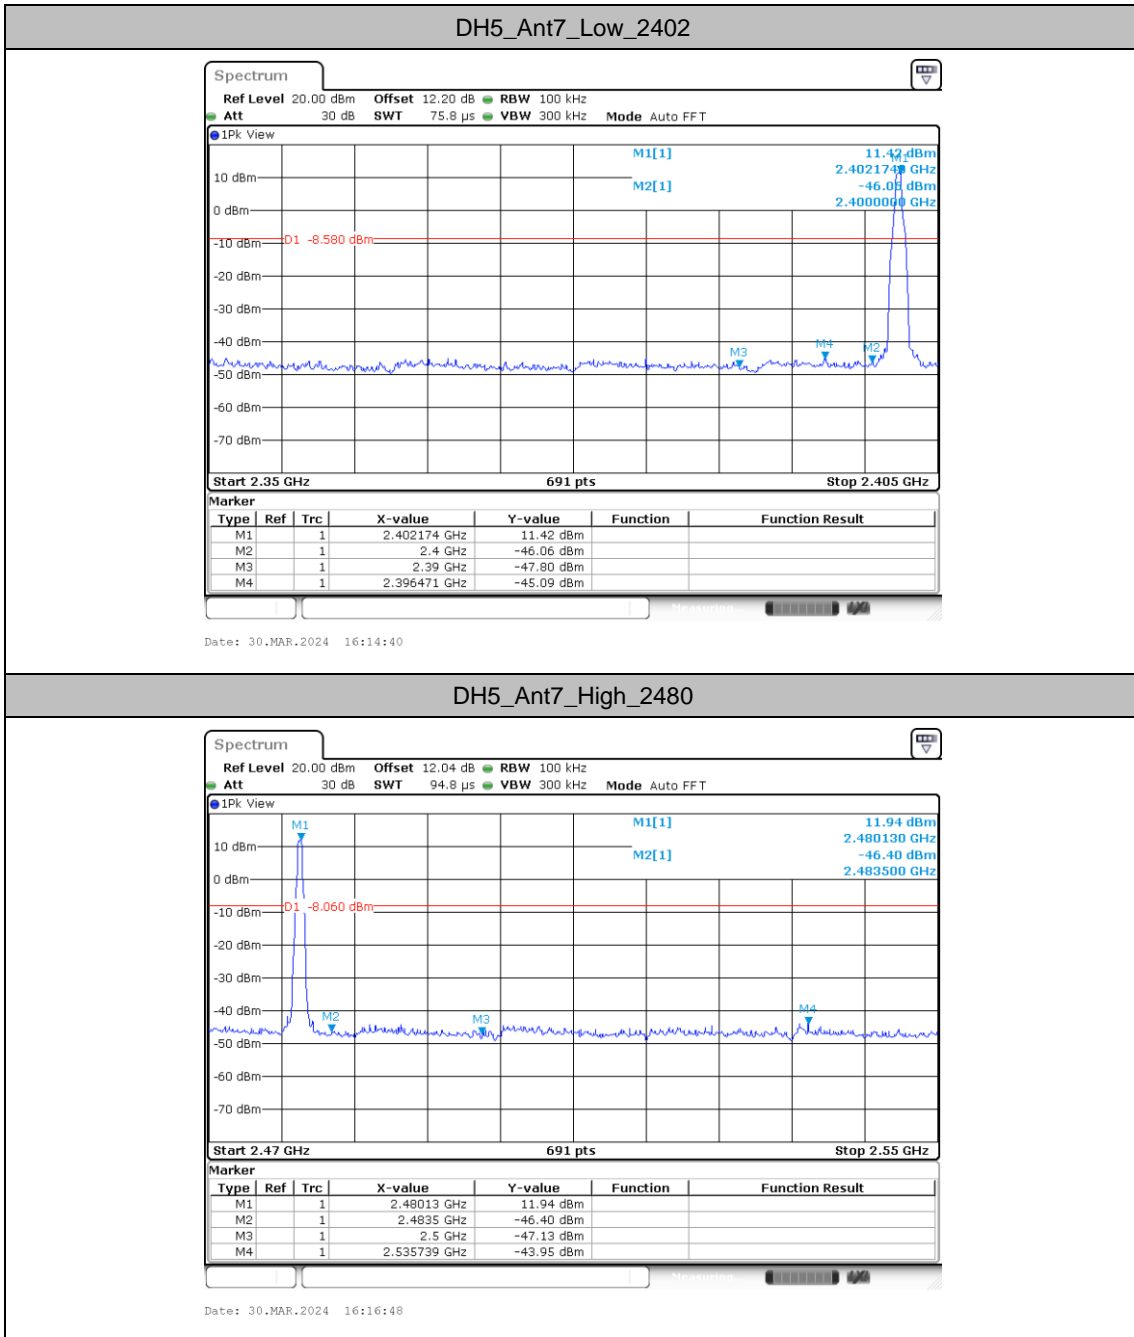 DH5_Ant7_Low_2402
Spectrum
Ref Level 20.00 dBm Offset 12.20 dB RBW 100 kHz
Att 30 dB SWT 75.8 µs VBW 300 kHz Mode Auto FFT
1Pk View
M1[1] 11.42 dBm
2.4021740 GHz
M2[1] -46.06 dBm
2.4000000 GHz
M1
10 dBm
0 dBm
-10 dBm
D1 -8.580 dBm
-20 dBm
-30 dBm
-40 dBm
M3 M4 M2
-50 dBm
-60 dBm
-70 dBm
Start 2.35 GHz 691 pts Stop 2.405 GHz
Marker
Type Ref Trc X-value Y-value Function Function Result
M1 1 2.402174 GHz 11.42 dBm
M2 1 2.4 GHz -46.06 dBm
M3 1 2.39 GHz -47.80 dBm
M4 1 2.396471 GHz -45.09 dBm
Measuring...
Date: 30.MAR.2024 16:14:40
DH5_Ant7_High_2480
Spectrum
Ref Level 20.00 dBm Offset 12.04 dB RBW 100 kHz
Att 30 dB SWT 94.8 µs VBW 300 kHz Mode Auto FFT
1Pk View
M1[1] 11.94 dBm
2.480130 GHz
M2[1] -46.40 dBm
2.483500 GHz
M1
10 dBm
0 dBm
-10 dBm
D1 -8.060 dBm
-20 dBm
-30 dBm
-40 dBm
M2 M3 M4
-50 dBm
-60 dBm
-70 dBm
Start 2.47 GHz 691 pts Stop 2.55 GHz
Marker
Type Ref Trc X-value Y-value Function Function Result
M1 1 2.48013 GHz 11.94 dBm
M2 1 2.4835 GHz -46.40 dBm
M3 1 2.5 GHz -47.13 dBm
M4 1 2.535739 GHz -43.95 dBm
Measuring...
Date: 30.MAR.2024 16:16:48